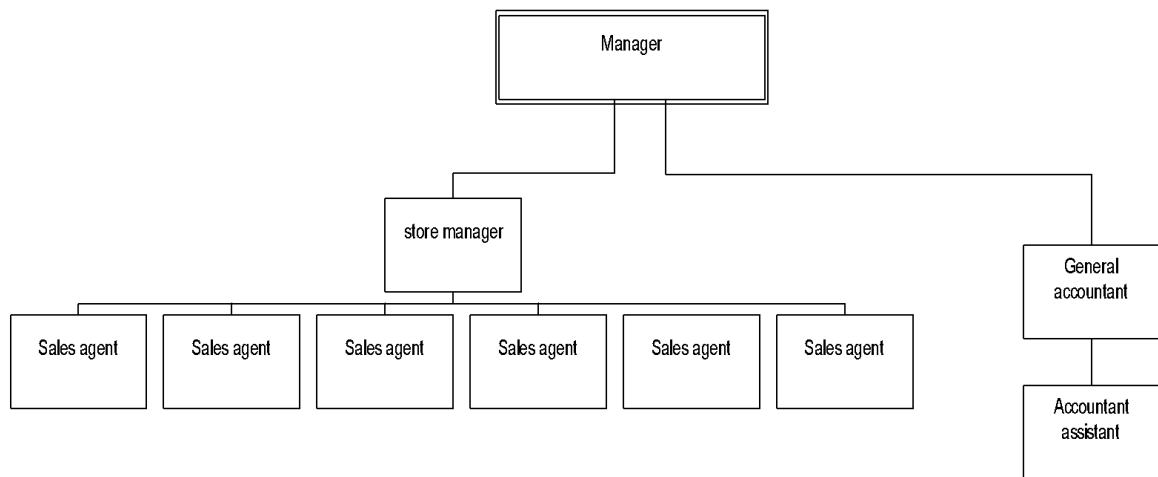 Manager
store manager
General
accountant
Sales agent
Sales agent
Sales agent
Sales agent
Sales agent
Sales agent
Accountant
assistant